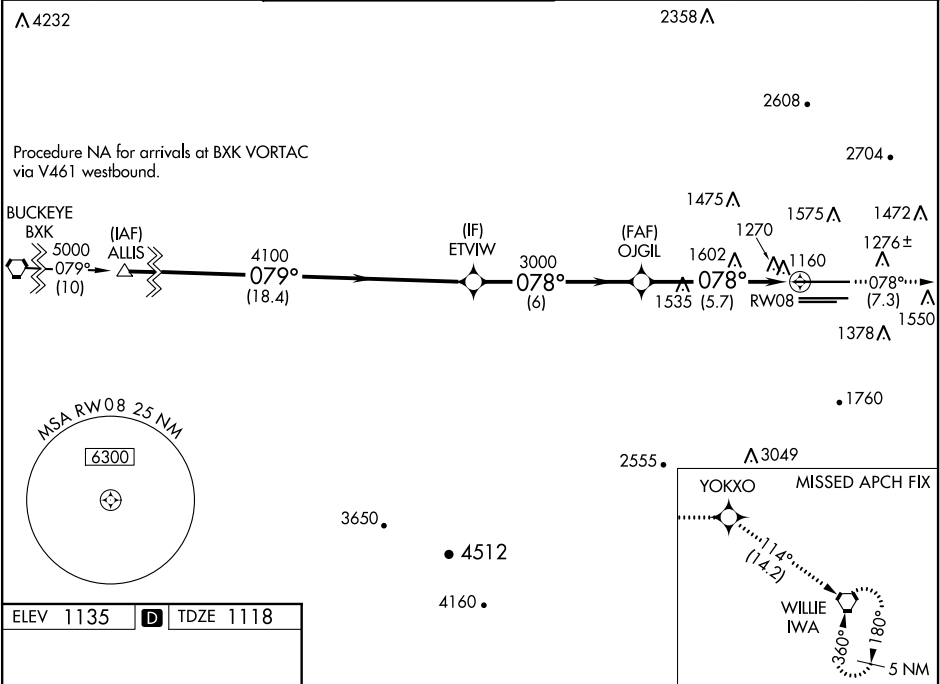 4232
2358
2608
2704
Procedure NA for arrivals at BXK VORTAC
via V461 westbound.
BUCKEYE
BXK
5000
079°
(10)
(IAF)
ALLIS
4100
079°
(18.4)
(IF)
ETVIW
3000
078°
(6)
(FAF)
OJGIL
1475
1575
1472
1270
1276±
1602
1160
1535
078°
(5.7)
RW08
078°
(7.3)
1550
1378
1760
MSA RW08 25 NM
6300
2555
3049
3650
4512
4160
MISSED APCH FIX
YOKXO
114°
(14.2)
WILLIE
IWA
360°
180°
5 NM
ELEV 1135 D TDZE 1118